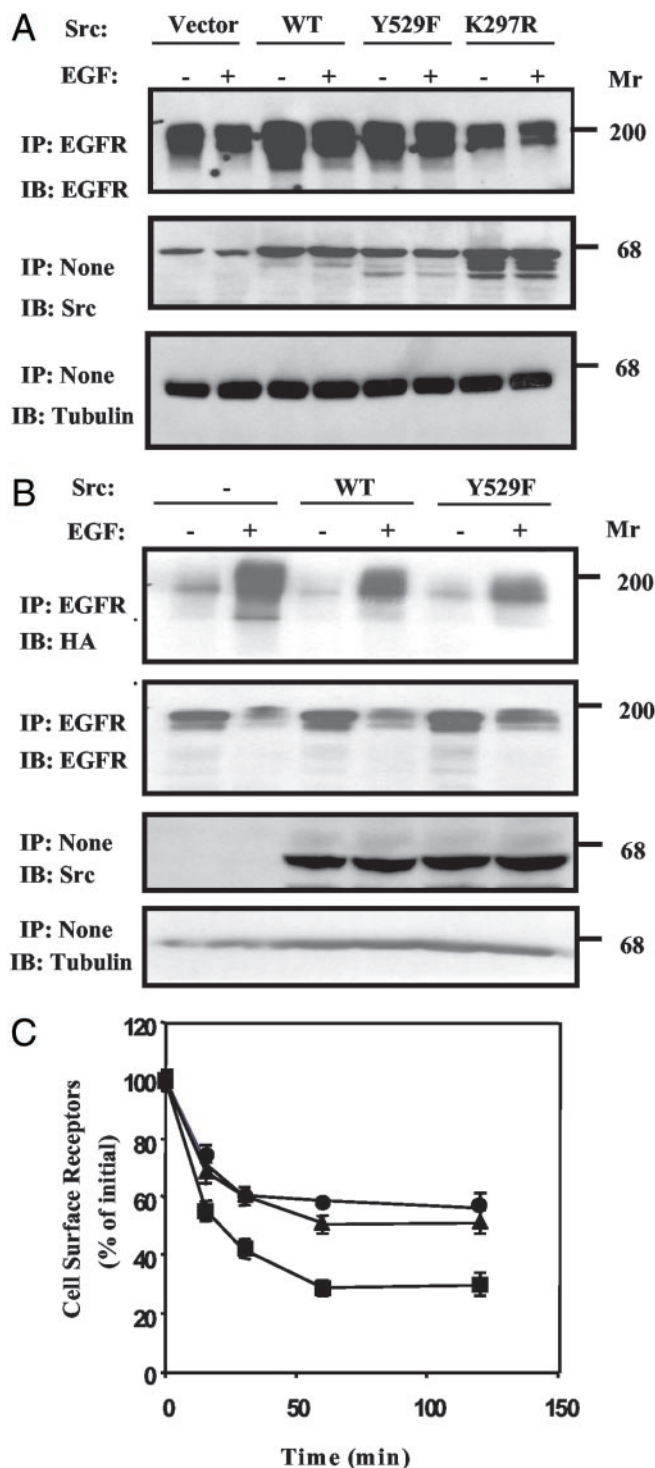 A
Src: Vector WT Y529F K297R
EGF: - + - + - + - + Mr
IP: EGFR 200
IB: EGFR
IP: None 68
IB: Src
IP: None 68
IB: Tubulin
B
Src: - WT Y529F
EGF: - + - + - + Mr
IP: EGFR 200
IB: HA
IP: EGFR 200
IB: EGFR
IP: None 68
IB: Src
IP: None 68
IB: Tubulin
C
120
100
80
60
40
20
0
Cell Surface Receptors
(% of initial)
0 50 100 150
Time (min)